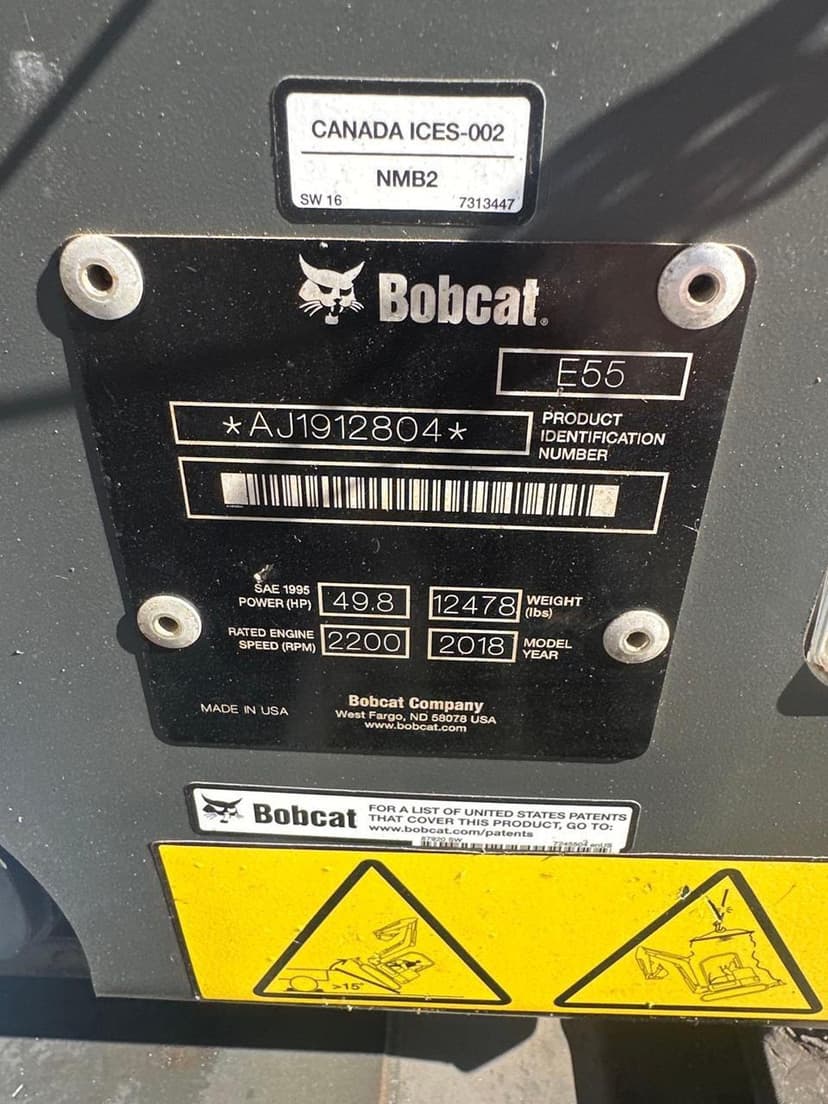 CANADA ICES-002
NMB2
SW 16 7313447
Bobcat®
E55
*AJ1912804* PRODUCT IDENTIFICATION NUMBER
SAE 1995 POWER (HP) 49.8 12478 WEIGHT (lbs)
RATED ENGINE SPEED (RPM) 2200 2018 MODEL YEAR
MADE IN USA
Bobcat Company
West Fargo, ND 58078 USA
www.bobcat.com
Bobcat FOR A LIST OF UNITED STATES PATENTS
THAT COVER THIS PRODUCT, GO TO:
www.bobcat.com/patents
>15°